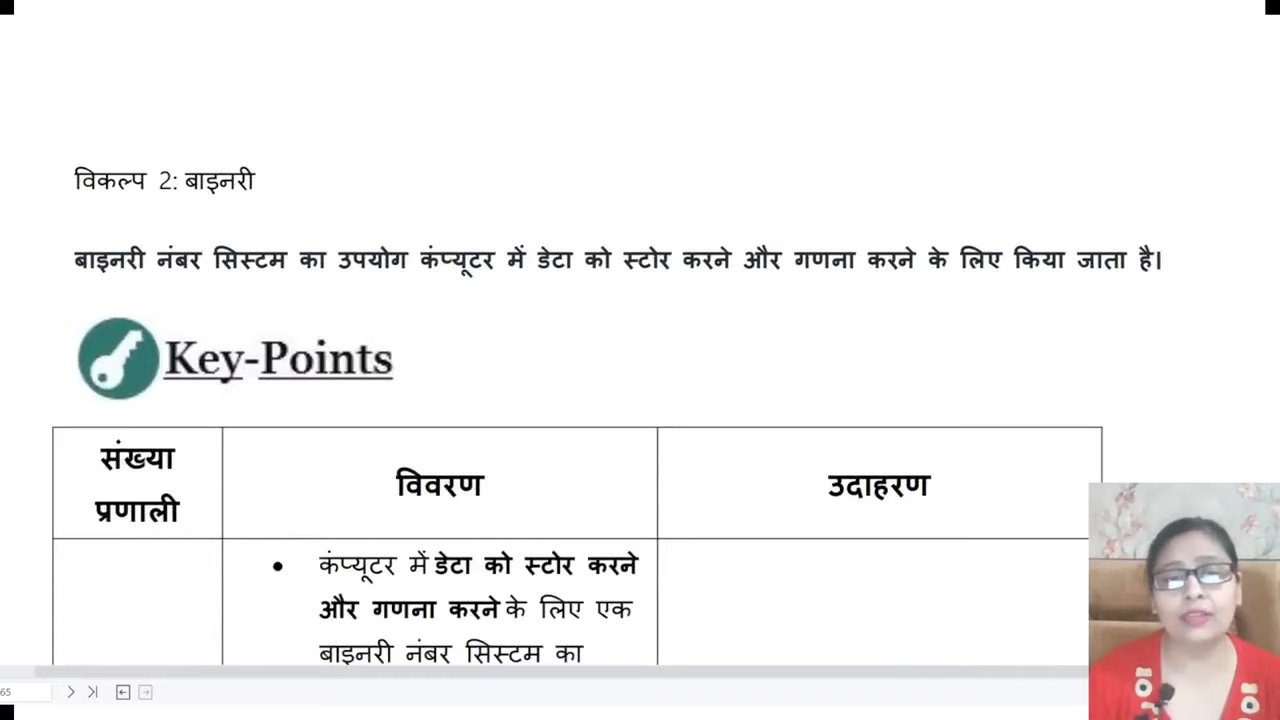 विकल्प 2: बाइनरी
बाइनरी नंबर सिस्टम का उपयोग कंप्यूटर में डेटा को स्टोर करने और गणना करने के लिए किया जाता है।
Key-Points
संख्या
प्रणाली
विवरण
उदाहरण
• कंप्यूटर में डेटा को स्टोर करने
और गणना करने के लिए एक
बाइनरी नंबर सिस्टम का
65